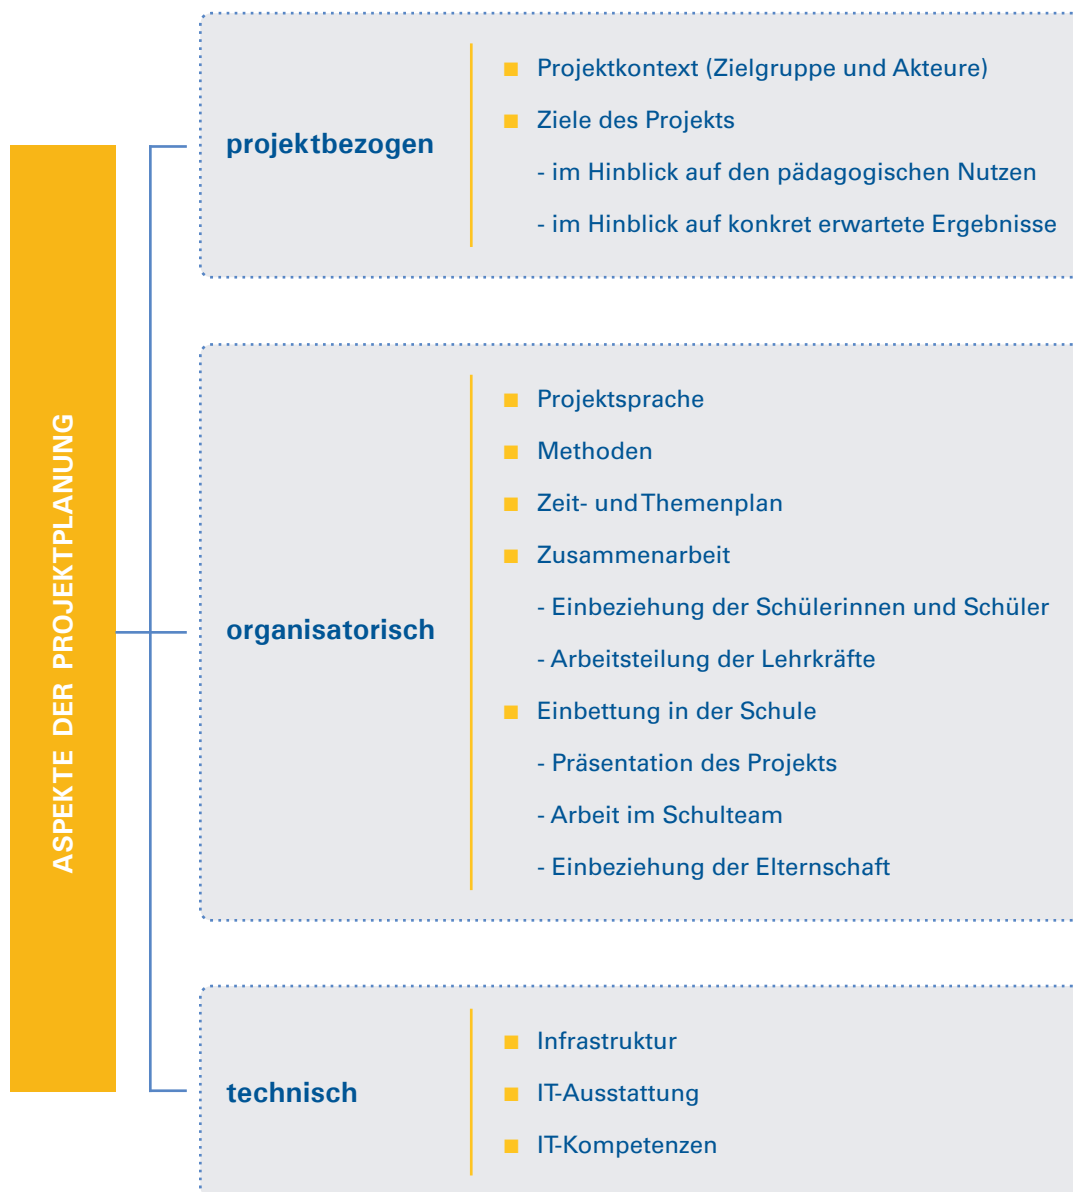 ASPEKTE DER PROJEKTPLANUNG
projektbezogen
Projektkontext (Zielgruppe und Akteure)
Ziele des Projekts
- im Hinblick auf den pädagogischen Nutzen
- im Hinblick auf konkret erwartete Ergebnisse
organisatorisch
Projektsprache
Methoden
Zeit- und Themenplan
Zusammenarbeit
- Einbeziehung der Schülerinnen und Schüler
- Arbeitsteilung der Lehrkräfte
Einbettung in der Schule
- Präsentation des Projekts
- Arbeit im Schulteam
- Einbeziehung der Elternschaft
technisch
Infrastruktur
IT-Ausstattung
IT-Kompetenzen